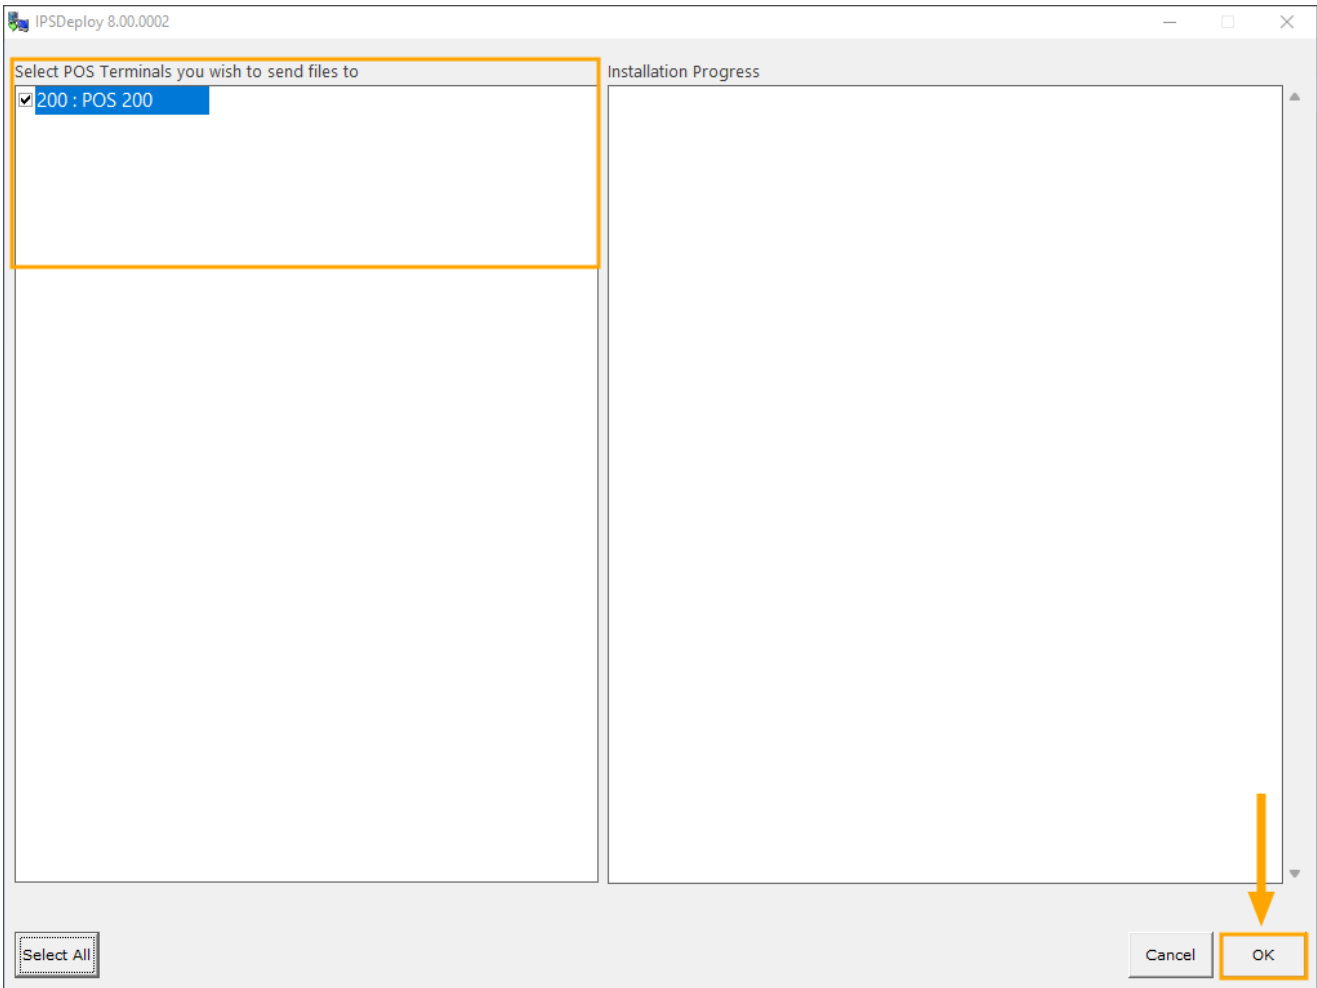 IPSDeploy 8.00.0002
Select POS Terminals you wish to send files to
200 : POS 200
Installation Progress
Select All
Cancel
OK